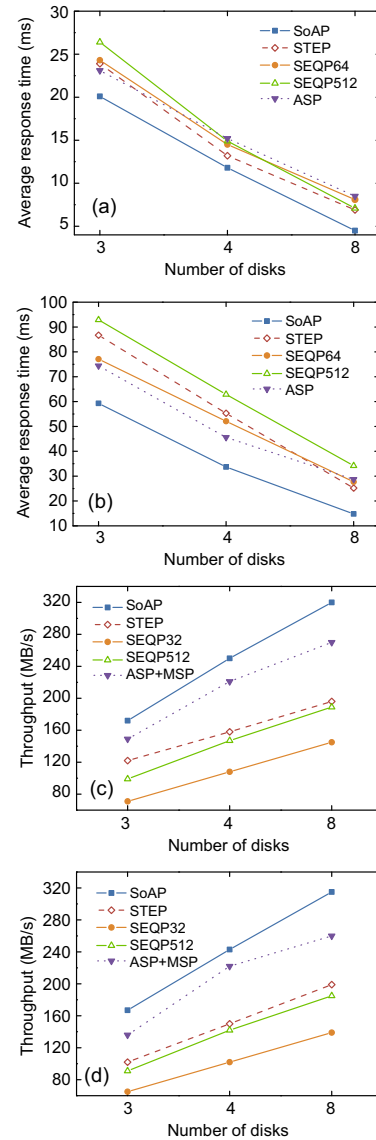 30
25
20
15
10
5
Average response time (ms)
SoAP
STEP
SEQP64
SEQP512
ASP
(a)
3 4 8
Number of disks
100
90
80
70
60
50
40
30
20
10
Average response time (ms)
SoAP
STEP
SEQP64
SEQP512
ASP
(b)
3 4 8
Number of disks
320
280
240
200
160
120
80
Throughput (MB/s)
SoAP
STEP
SEQP32
SEQP512
ASP+MSP
(c)
3 4 8
Number of disks
320
280
240
200
160
120
80
Throughput (MB/s)
SoAP
STEP
SEQP32
SEQP512
ASP+MSP
(d)
3 4 8
Number of disks